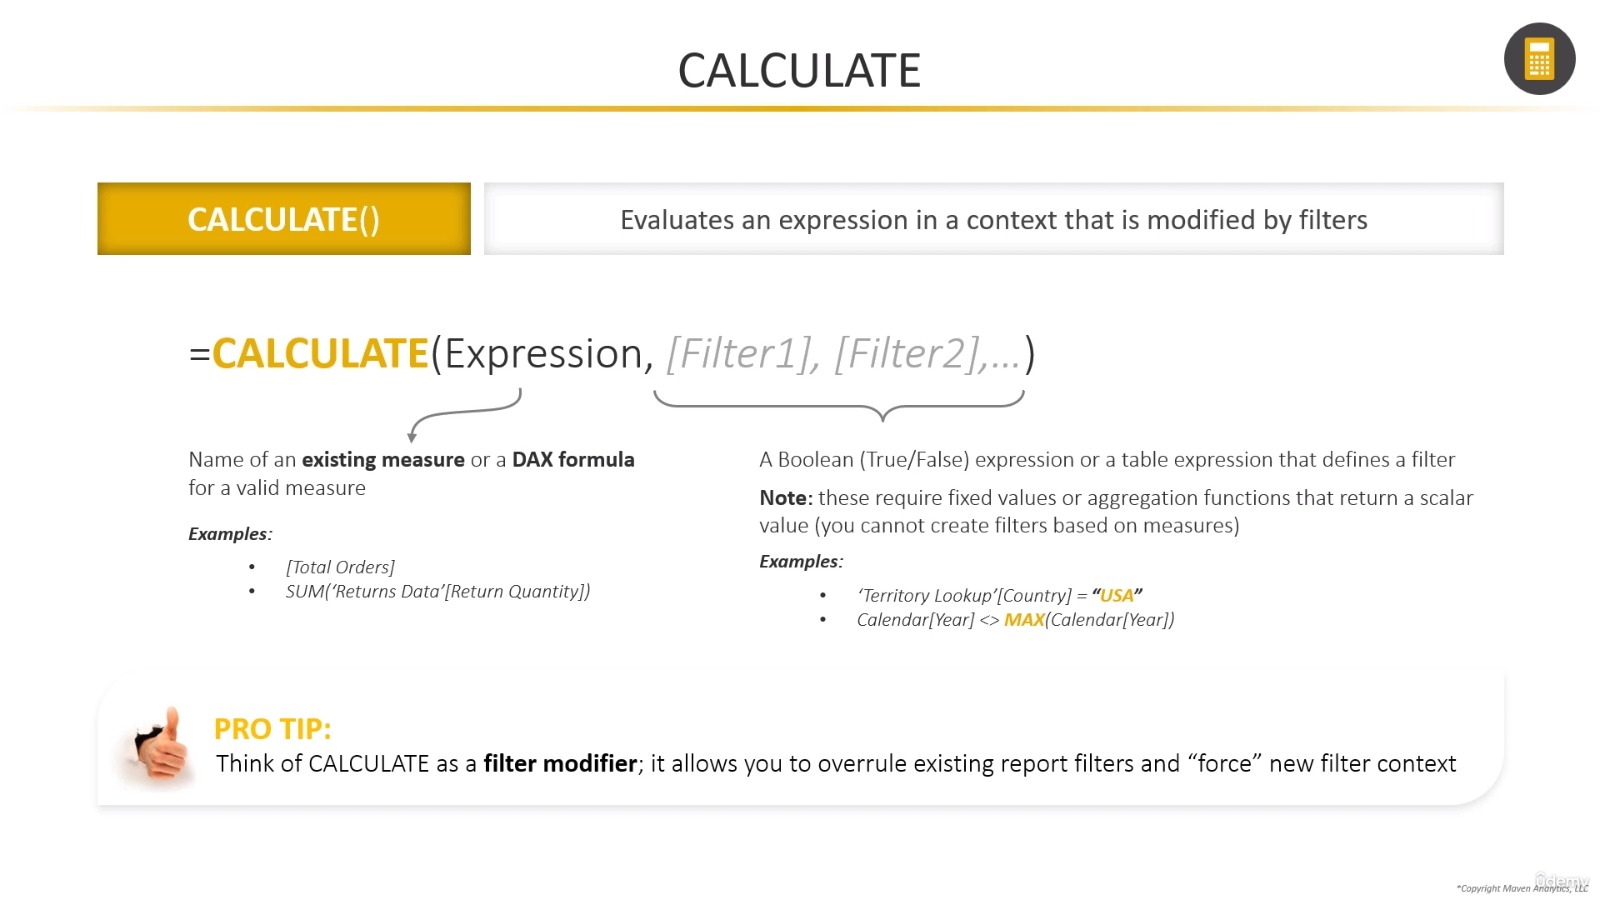 CALCULATE
CALCULATE()
Evaluates an expression in a context that is modified by filters
=CALCULATE(Expression, [Filter1], [Filter2],...)
Name of an existing measure or a DAX formula
for a valid measure
Examples:
• [Total Orders]
• SUM(‘Returns Data’[Return Quantity])
A Boolean (True/False) expression or a table expression that defines a filter
Note: these require fixed values or aggregation functions that return a scalar
value (you cannot create filters based on measures)
Examples:
• ‘Territory Lookup’[Country] = “USA”
• Calendar[Year] <> MAX(Calendar[Year])
PRO TIP:
Think of CALCULATE as a filter modifier; it allows you to overrule existing report filters and “force” new filter context
*Copyright Maven Analytics, LLC
ûdemy